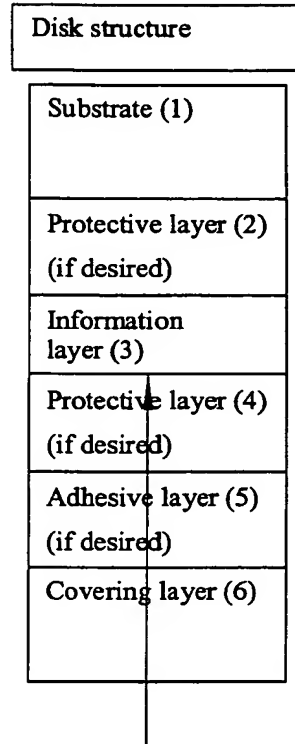 Disk structure
Substrate (1)
Protective layer (2)
(if desired)
Information
layer (3)
Protective layer (4)
(if desired)
Adhesive layer (5)
(if desired)
Covering layer (6)